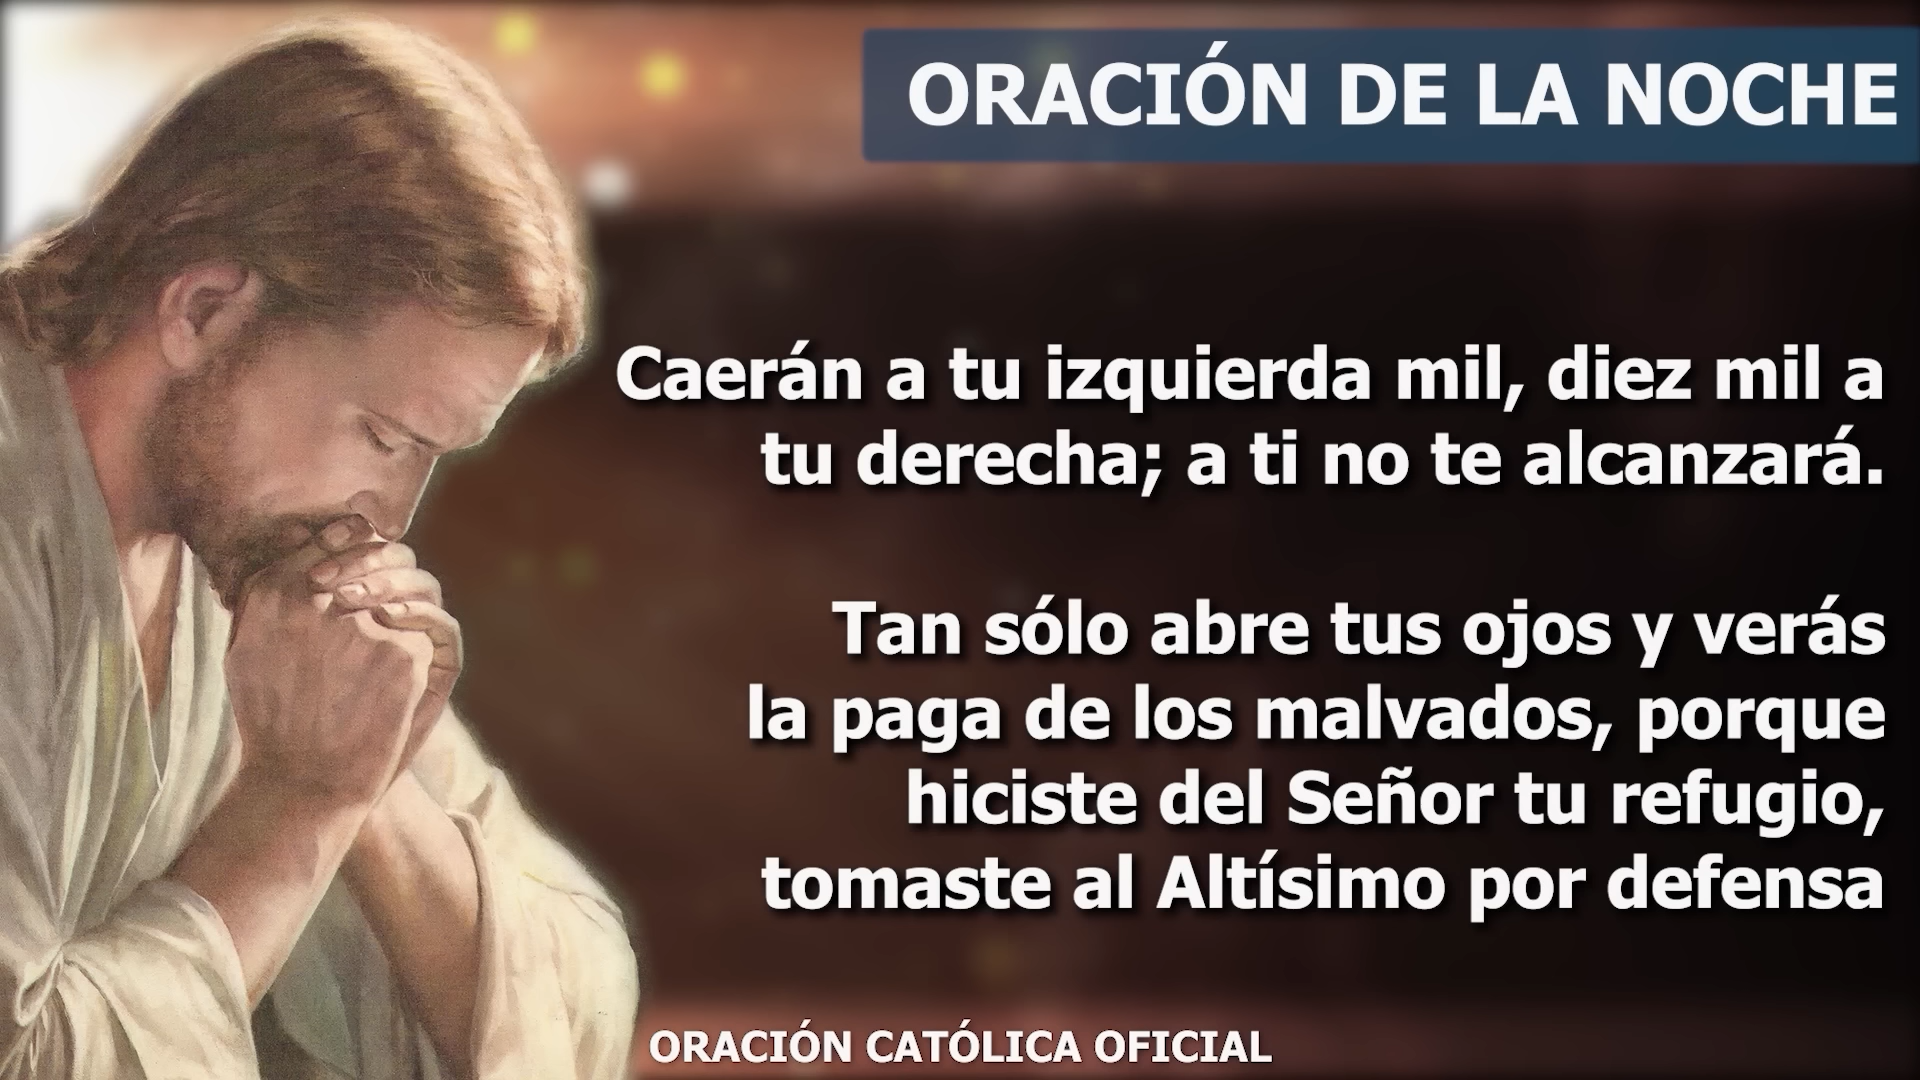 ORACIÓN DE LA NOCHE
Caerán a tu izquierda mil, diez mil a
tu derecha; a ti no te alcanzará.
Tan sólo abre tus ojos y verás
la paga de los malvados, porque
hiciste del Señor tu refugio,
tomaste al Altísimo por defensa
ORACIÓN CATÓLICA OFICIAL